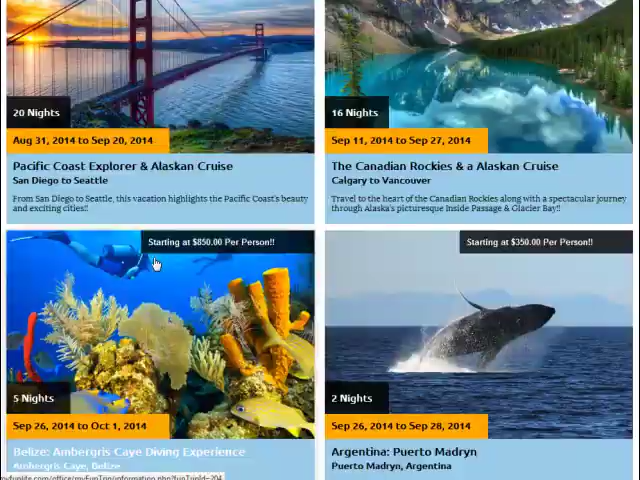 20 Nights
Aug 31, 2014 to Sep 20, 2014
Pacific Coast Explorer & Alaskan Cruise
San Diego to Seattle
From San Diego to Seattle, this vacation highlights the Pacific Coast's beauty
and exciting cities!!
16 Nights
Sep 11, 2014 to Sep 27, 2014
The Canadian Rockies & a Alaskan Cruise
Calgary to Vancouver
Travel to the heart of the Canadian Rockies along with a spectacular journey
through Alaska's picturesque Inside Passage & Glacier Bay!!
Starting at $850.00 Per Person!!
5 Nights
Sep 26, 2014 to Oct 1, 2014
Belize: Ambergris Caye Diving Experience
Ambergris Caye, Belize
Starting at $350.00 Per Person!!
2 Nights
Sep 26, 2014 to Sep 28, 2014
Argentina: Puerto Madryn
Puerto Madryn, Argentina